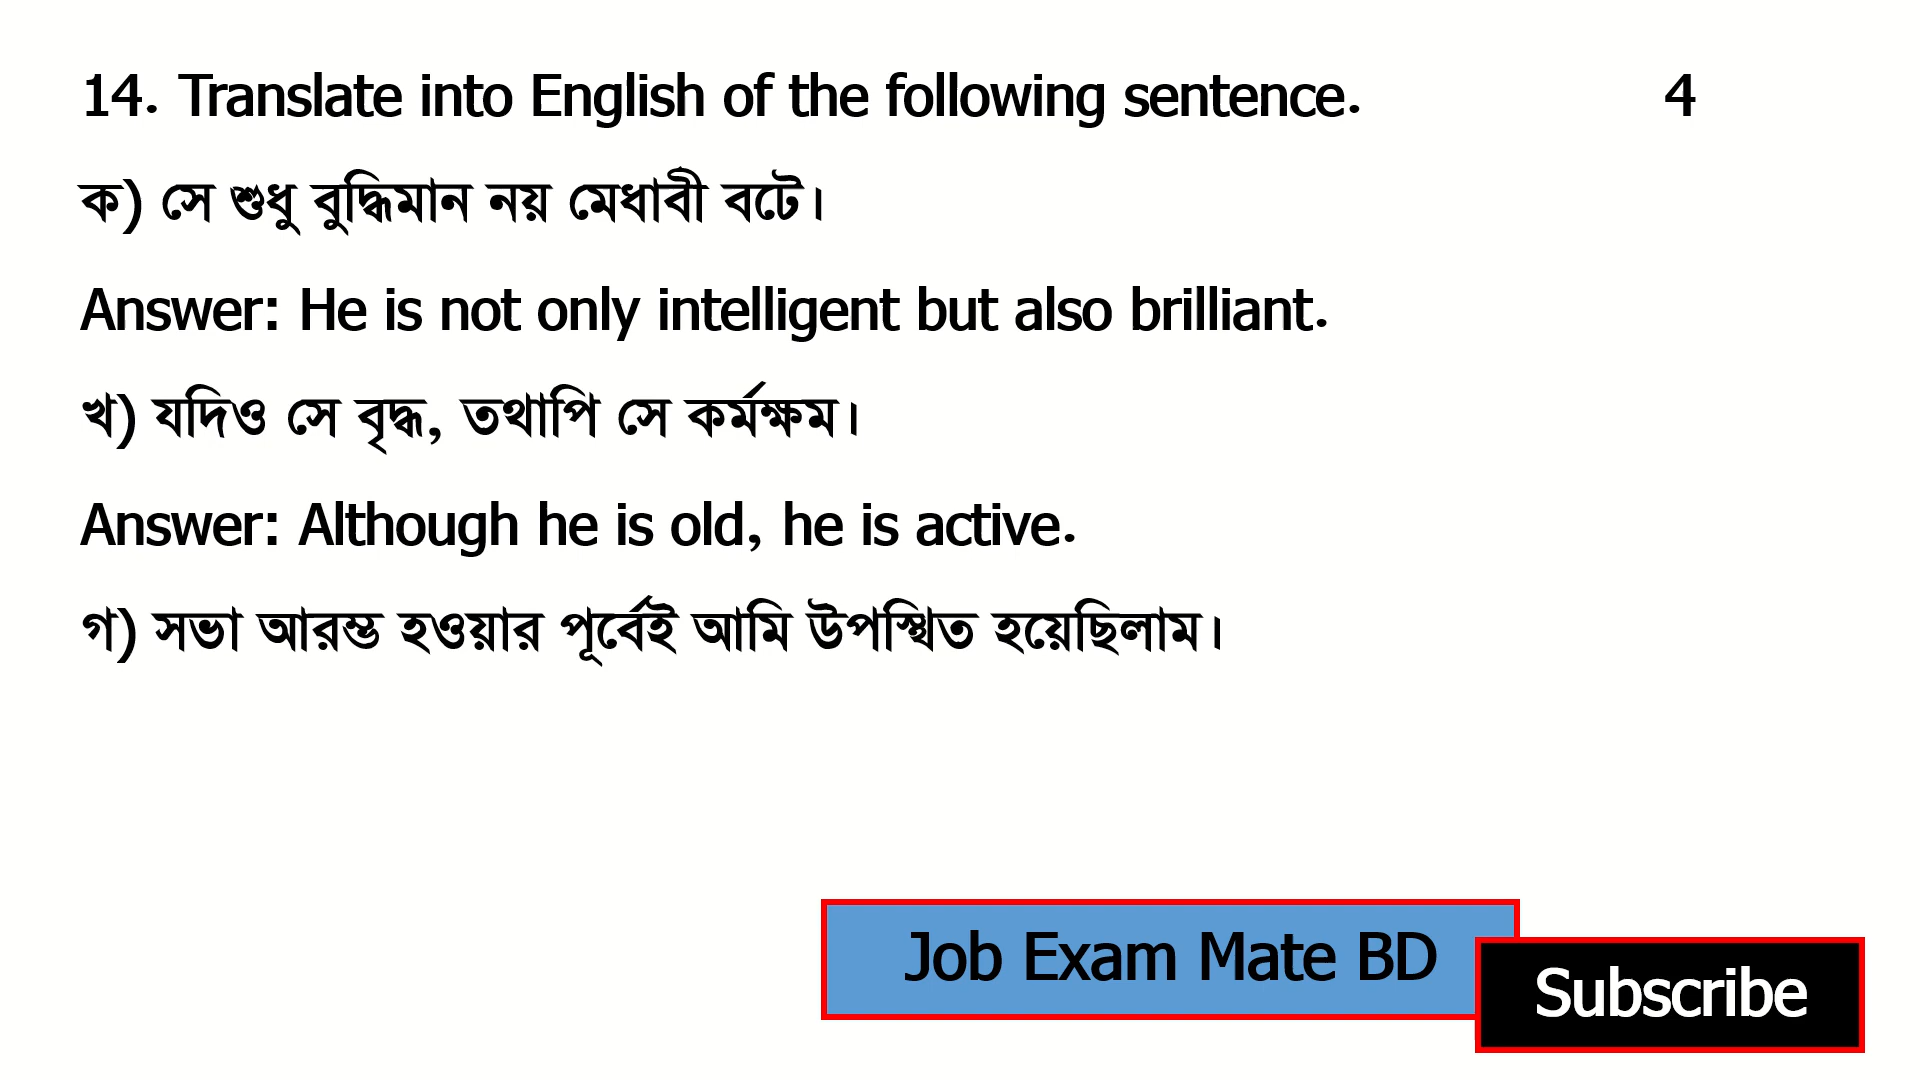 14. Translate into English of the following sentence. 4
ক) সে শুধু বুদ্ধিমান নয় মেধাবী বটে।
Answer: He is not only intelligent but also brilliant.
খ) যদিও সে বৃদ্ধ, তথাপি সে কর্মক্ষম।
Answer: Although he is old, he is active.
গ) সভা আরম্ভ হওয়ার পূর্বেই আমি উপস্থিত হয়েছিলাম।
Job Exam Mate BD
Subscribe